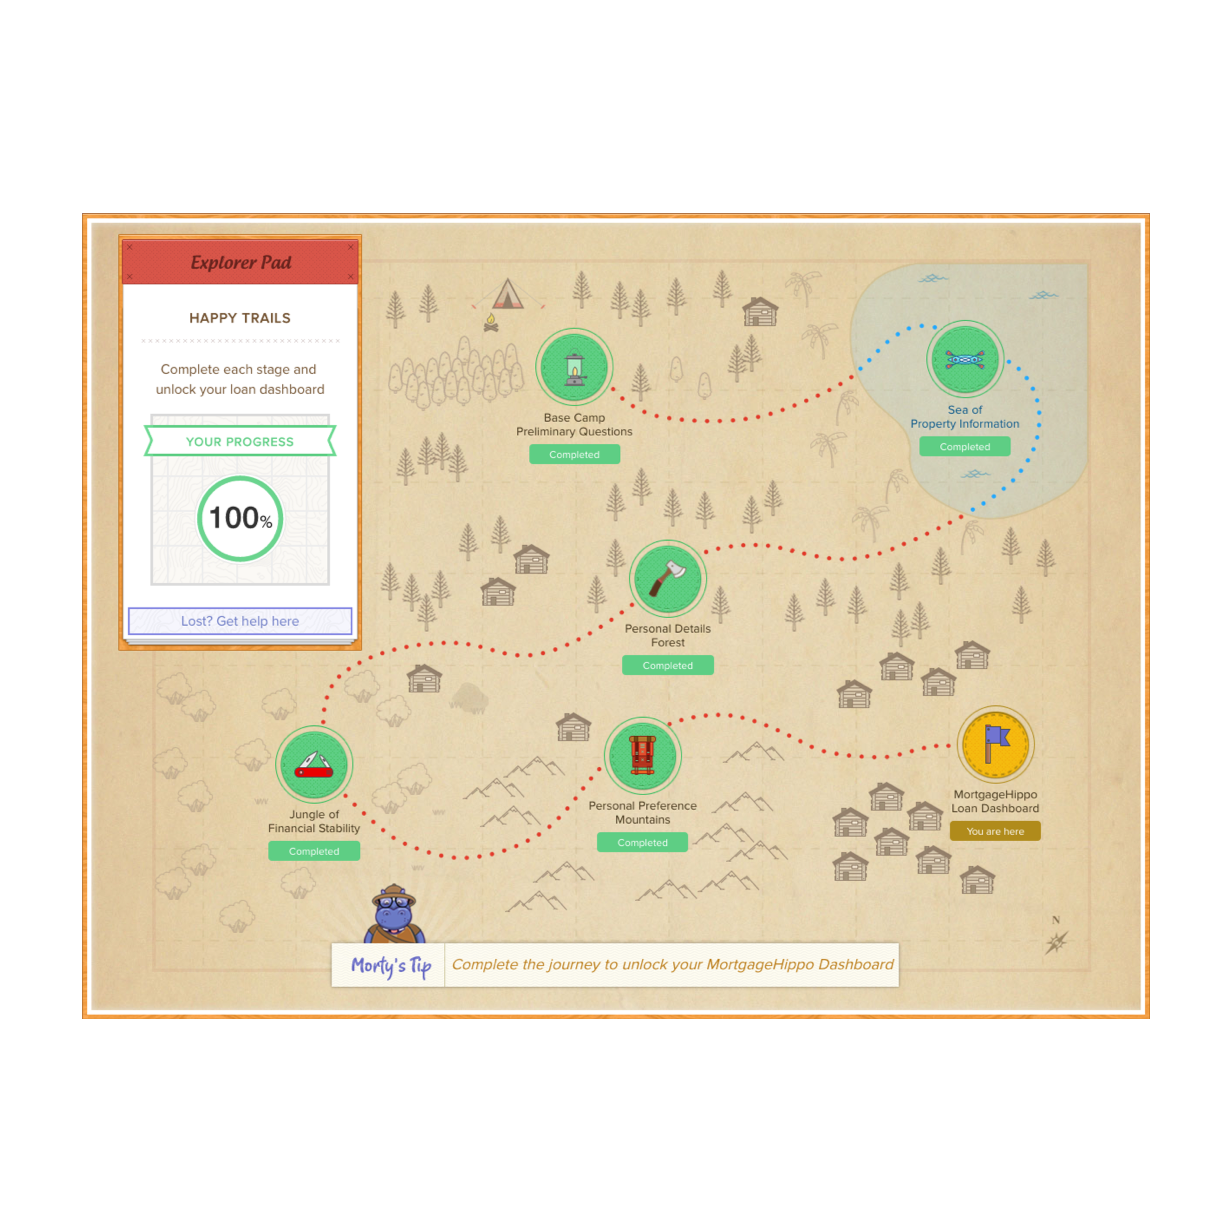 Explorer Pad
HAPPY TRAILS
Complete each stage and
unlock your loan dashboard
YOUR PROGRESS
100%
Lost? Get help here
Base Camp
Preliminary Questions
Completed
Sea of
Property Information
Completed
Personal Details
Forest
Completed
Jungle of
Financial Stability
Completed
Personal Preference
Mountains
Completed
MortgageHippo
Loan Dashboard
You are here
N
Morty's Tip
Complete the journey to unlock your MortgageHippo Dashboard